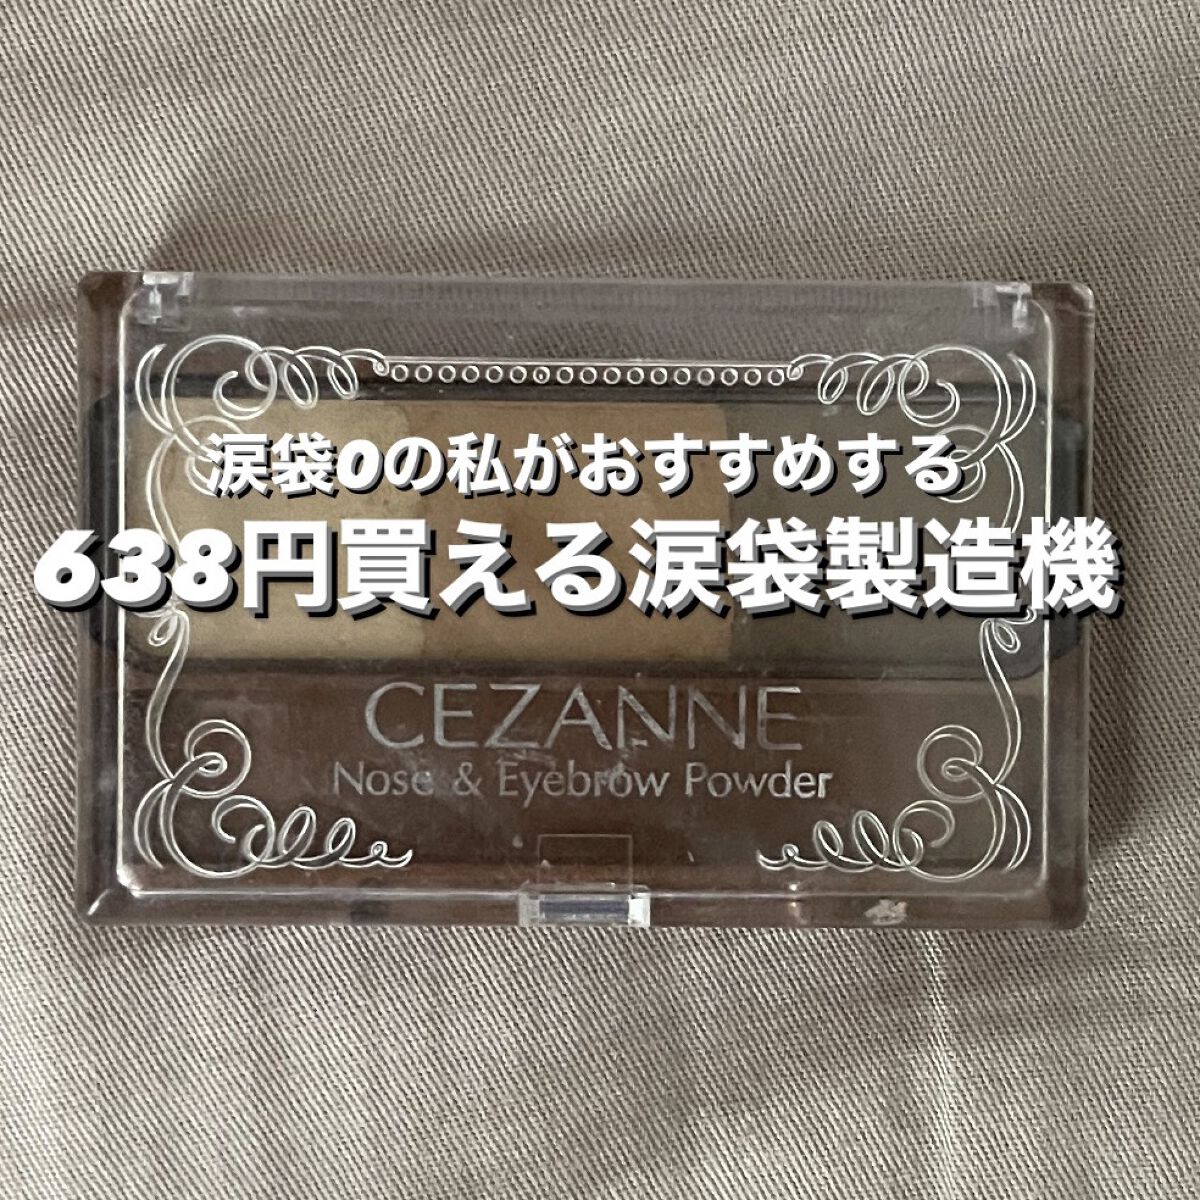 涙袋0の私がおすすめする
638円買える涙袋製造機
CEZANNE
Nose & Eyebrow Powder